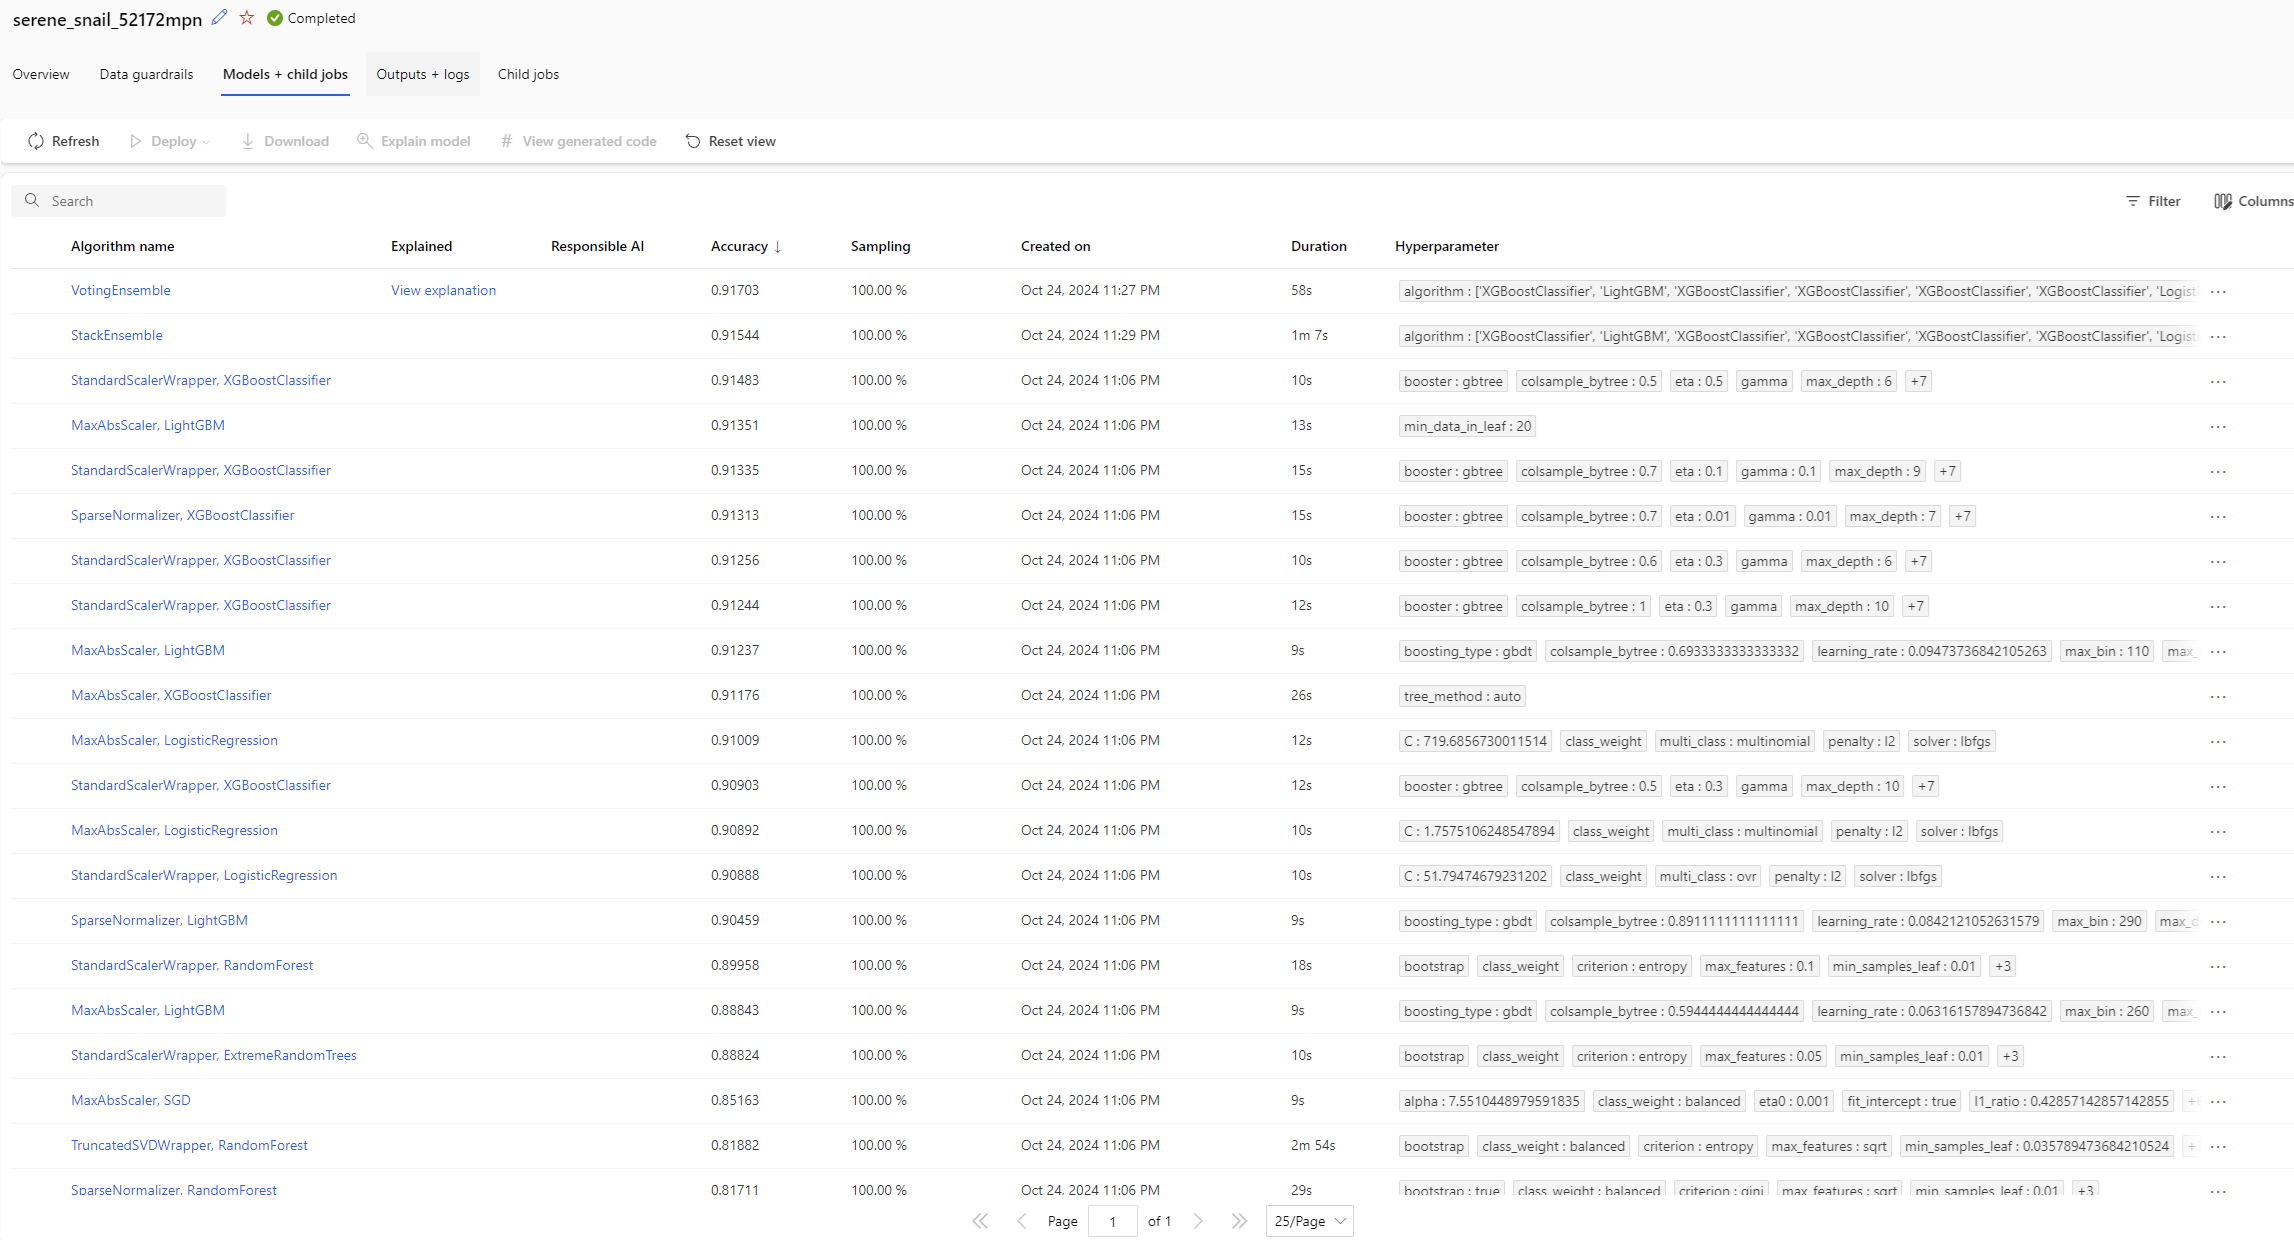 serene_snail_52172mpn Completed
Overview Data guardrails Models + child jobs Outputs + logs Child jobs
Refresh Deploy Download Explain model # View generated code Reset view
Search Filter Columns
Algorithm name Explained Responsible AI Accuracy ↓ Sampling Created on Duration Hyperparameter
VotingEnsemble View explanation 0.91703 100.00 % Oct 24, 2024 11:27 PM 58s algorithm : ['XGBoostClassifier', 'LightGBM', 'XGBoostClassifier', 'XGBoostClassifier', 'XGBoostClassifier', 'XGBoostClassifier', 'Logisti ...
StackEnsemble 0.91544 100.00 % Oct 24, 2024 11:29 PM 1m 7s algorithm : ['XGBoostClassifier', 'LightGBM', 'XGBoostClassifier', 'XGBoostClassifier', 'XGBoostClassifier', 'XGBoostClassifier', 'Logisti ...
StandardScalerWrapper, XGBoostClassifier 0.91483 100.00 % Oct 24, 2024 11:06 PM 10s booster : gbtree colsample_bytree : 0.5 eta : 0.5 gamma max_depth : 6 +7 ...
MaxAbsScaler, LightGBM 0.91351 100.00 % Oct 24, 2024 11:06 PM 13s min_data_in_leaf : 20 ...
StandardScalerWrapper, XGBoostClassifier 0.91335 100.00 % Oct 24, 2024 11:06 PM 15s booster : gbtree colsample_bytree : 0.7 eta : 0.1 gamma : 0.1 max_depth : 9 +7 ...
SparseNormalizer, XGBoostClassifier 0.91313 100.00 % Oct 24, 2024 11:06 PM 15s booster : gbtree colsample_bytree : 0.7 eta : 0.01 gamma : 0.01 max_depth : 7 +7 ...
StandardScalerWrapper, XGBoostClassifier 0.91256 100.00 % Oct 24, 2024 11:06 PM 10s booster : gbtree colsample_bytree : 0.6 eta : 0.3 gamma max_depth : 6 +7 ...
StandardScalerWrapper, XGBoostClassifier 0.91244 100.00 % Oct 24, 2024 11:06 PM 12s booster : gbtree colsample_bytree : 1 eta : 0.3 gamma max_depth : 10 +7 ...
MaxAbsScaler, LightGBM 0.91237 100.00 % Oct 24, 2024 11:06 PM 9s boosting_type : gbdt colsample_bytree : 0.6933333333333332 learning_rate : 0.09473736842105263 max_bin : 110 max_ ...
MaxAbsScaler, XGBoostClassifier 0.91176 100.00 % Oct 24, 2024 11:06 PM 26s tree_method : auto ...
MaxAbsScaler, LogisticRegression 0.91009 100.00 % Oct 24, 2024 11:06 PM 12s C : 719.6856730011514 class_weight multi_class : multinomial penalty : l2 solver : lbfgs ...
StandardScalerWrapper, XGBoostClassifier 0.90903 100.00 % Oct 24, 2024 11:06 PM 12s booster : gbtree colsample_bytree : 0.5 eta : 0.3 gamma max_depth : 10 +7 ...
MaxAbsScaler, LogisticRegression 0.90892 100.00 % Oct 24, 2024 11:06 PM 10s C : 1.7575106248547894 class_weight multi_class : multinomial penalty : l2 solver : lbfgs ...
StandardScalerWrapper, LogisticRegression 0.90888 100.00 % Oct 24, 2024 11:06 PM 10s C : 51.79474679231202 class_weight multi_class : ovr penalty : l2 solver : lbfgs ...
SparseNormalizer, LightGBM 0.90459 100.00 % Oct 24, 2024 11:06 PM 9s boosting_type : gbdt colsample_bytree : 0.8911111111111111 learning_rate : 0.0842121052631579 max_bin : 290 max_d ...
StandardScalerWrapper, RandomForest 0.89958 100.00 % Oct 24, 2024 11:06 PM 18s bootstrap class_weight criterion : entropy max_features : 0.1 min_samples_leaf : 0.01 +3 ...
MaxAbsScaler, LightGBM 0.88843 100.00 % Oct 24, 2024 11:06 PM 9s boosting_type : gbdt colsample_bytree : 0.5944444444444444 learning_rate : 0.06316157894736842 max_bin : 260 max_ ...
StandardScalerWrapper, ExtremeRandomTrees 0.88824 100.00 % Oct 24, 2024 11:06 PM 10s bootstrap class_weight criterion : entropy max_features : 0.05 min_samples_leaf : 0.01 +3 ...
MaxAbsScaler, SGD 0.85163 100.00 % Oct 24, 2024 11:06 PM 9s alpha : 7.5510448979591835 class_weight : balanced eta0 : 0.001 fit_intercept : true l1_ratio : 0.42857142857142855 ...
TruncatedSVDWrapper, RandomForest 0.81882 100.00 % Oct 24, 2024 11:06 PM 2m 54s bootstrap class_weight : balanced criterion : entropy max_features : sqrt min_samples_leaf : 0.035789473684210524 + ...
SparseNormalizer, RandomForest 0.81711 100.00 % Oct 24, 2024 11:06 PM 29s bootstrap : true class_weight : balanced criterion : gini max_features : sqrt min_samples_leaf : 0.01 +3 ...
Page 1 of 1 25/Page